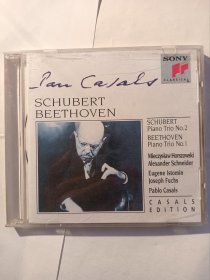 SONY
CLASSICAL
Pau Casals
SCHUBERT
BEETHOVEN
SCHUBERT
Piano Trio No.2
BEETHOVEN
Piano Trio No.1
Mieczyslaw Horszowski
Alexander Schneider
Eugene Istomin
Joseph Fuchs
Pablo Casals
CASALS
EDITION